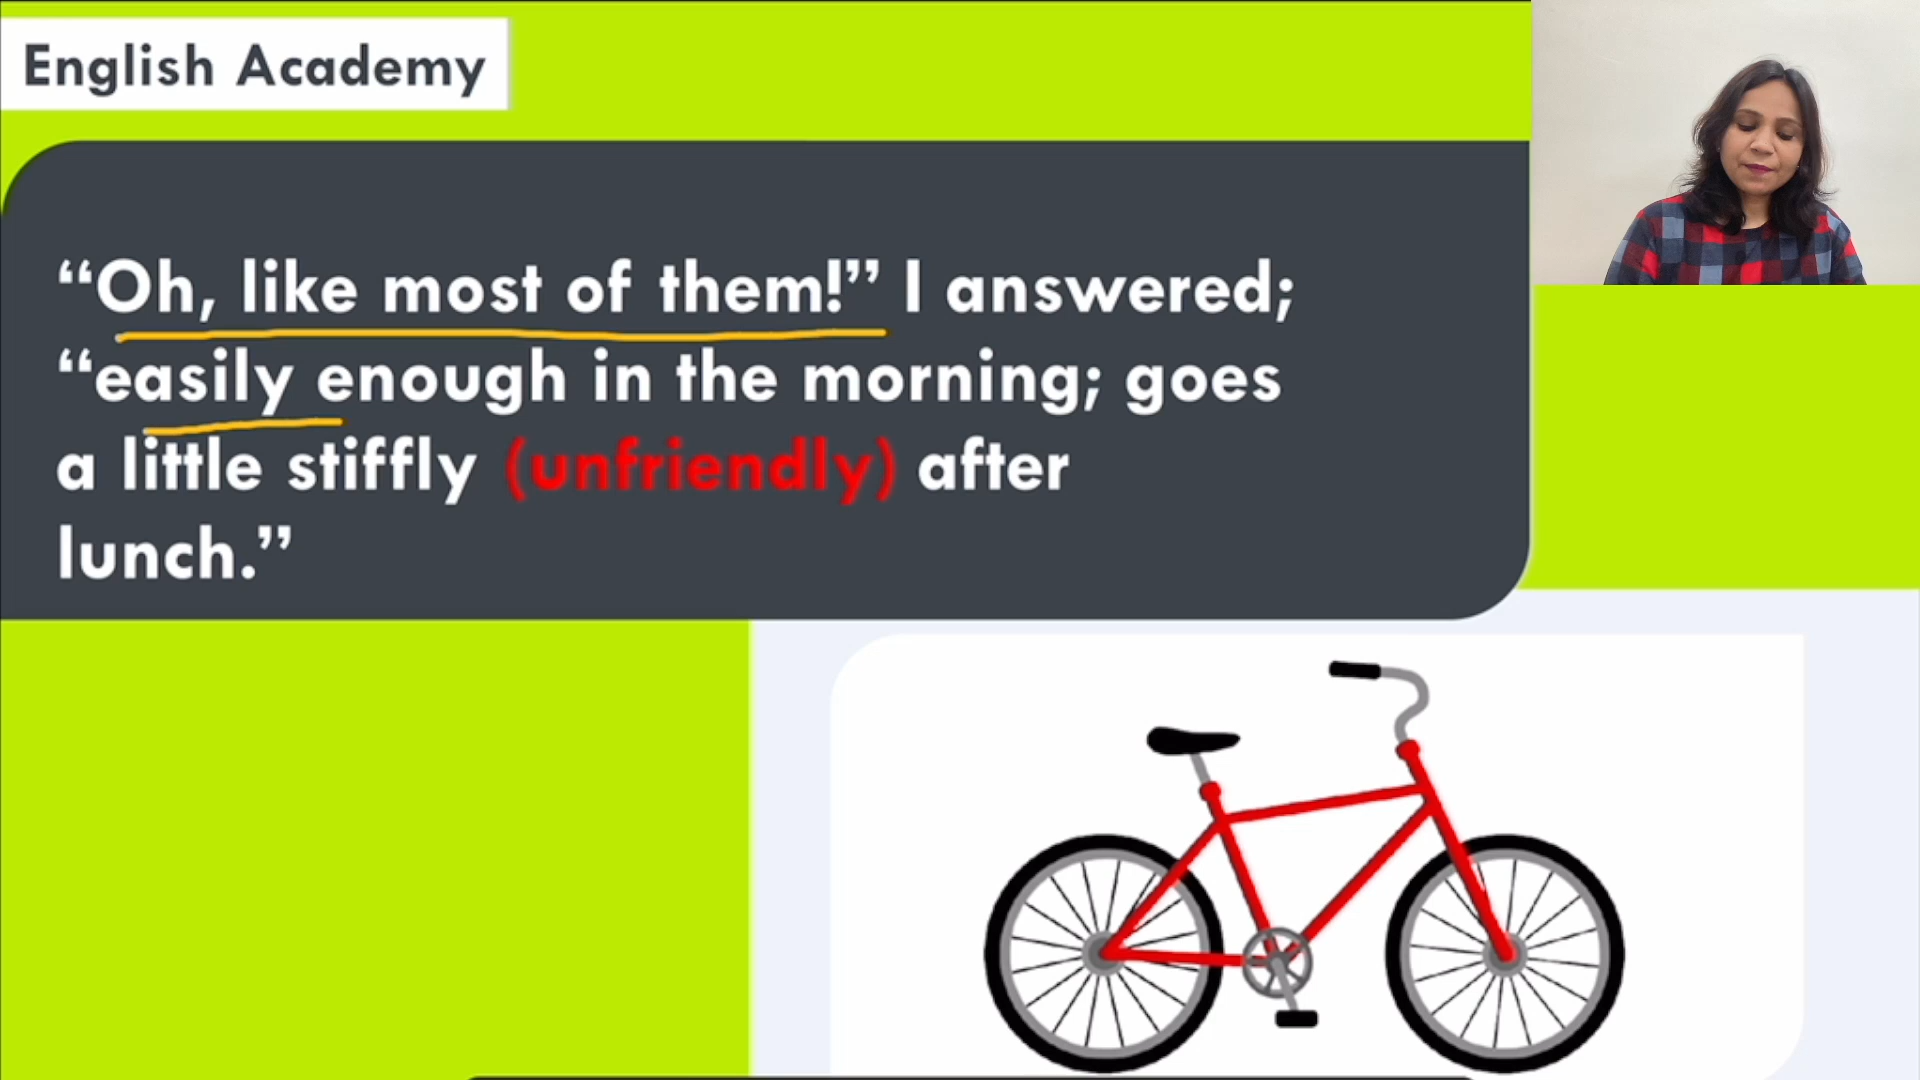 English Academy
“Oh, like most of them!” I answered;
“easily enough in the morning; goes
a little stiffly (unfriendly) after
lunch.”